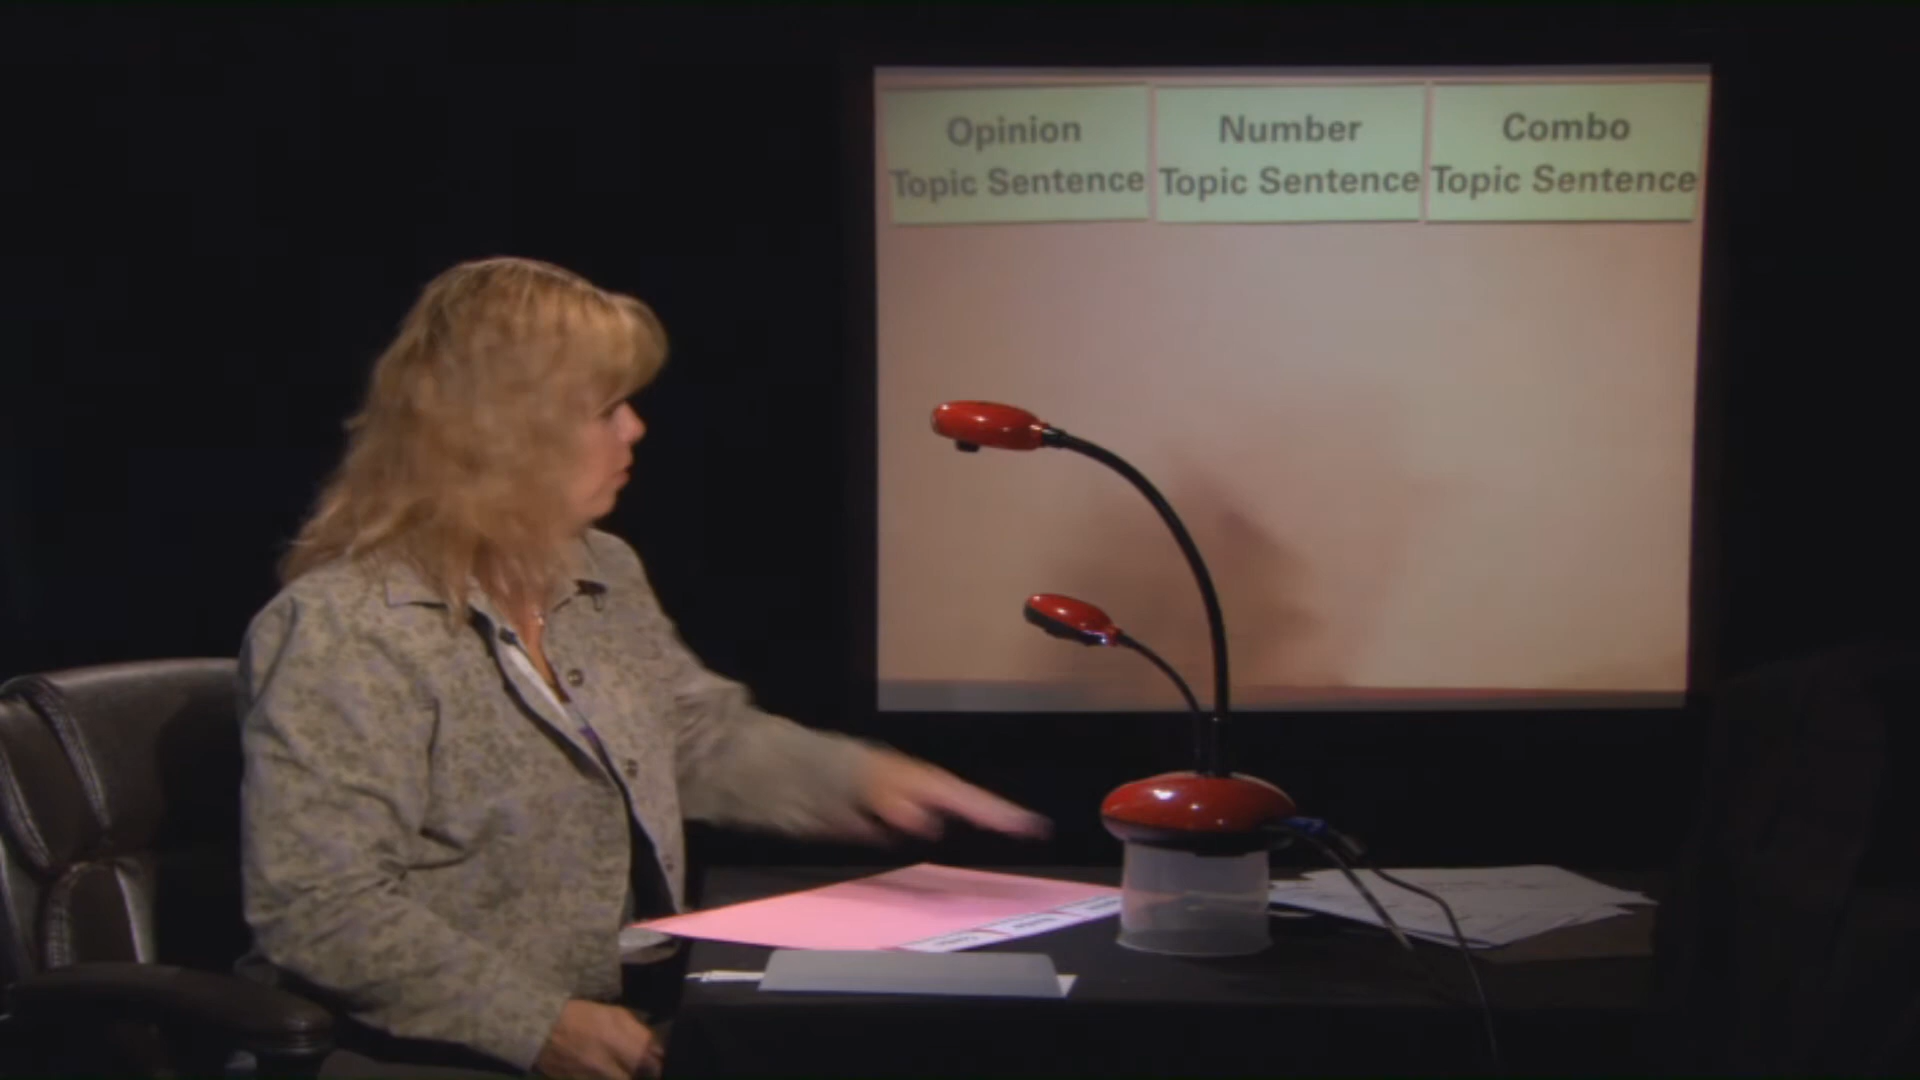 Opinion
Topic Sentence
Number
Topic Sentence
Combo
Topic Sentence